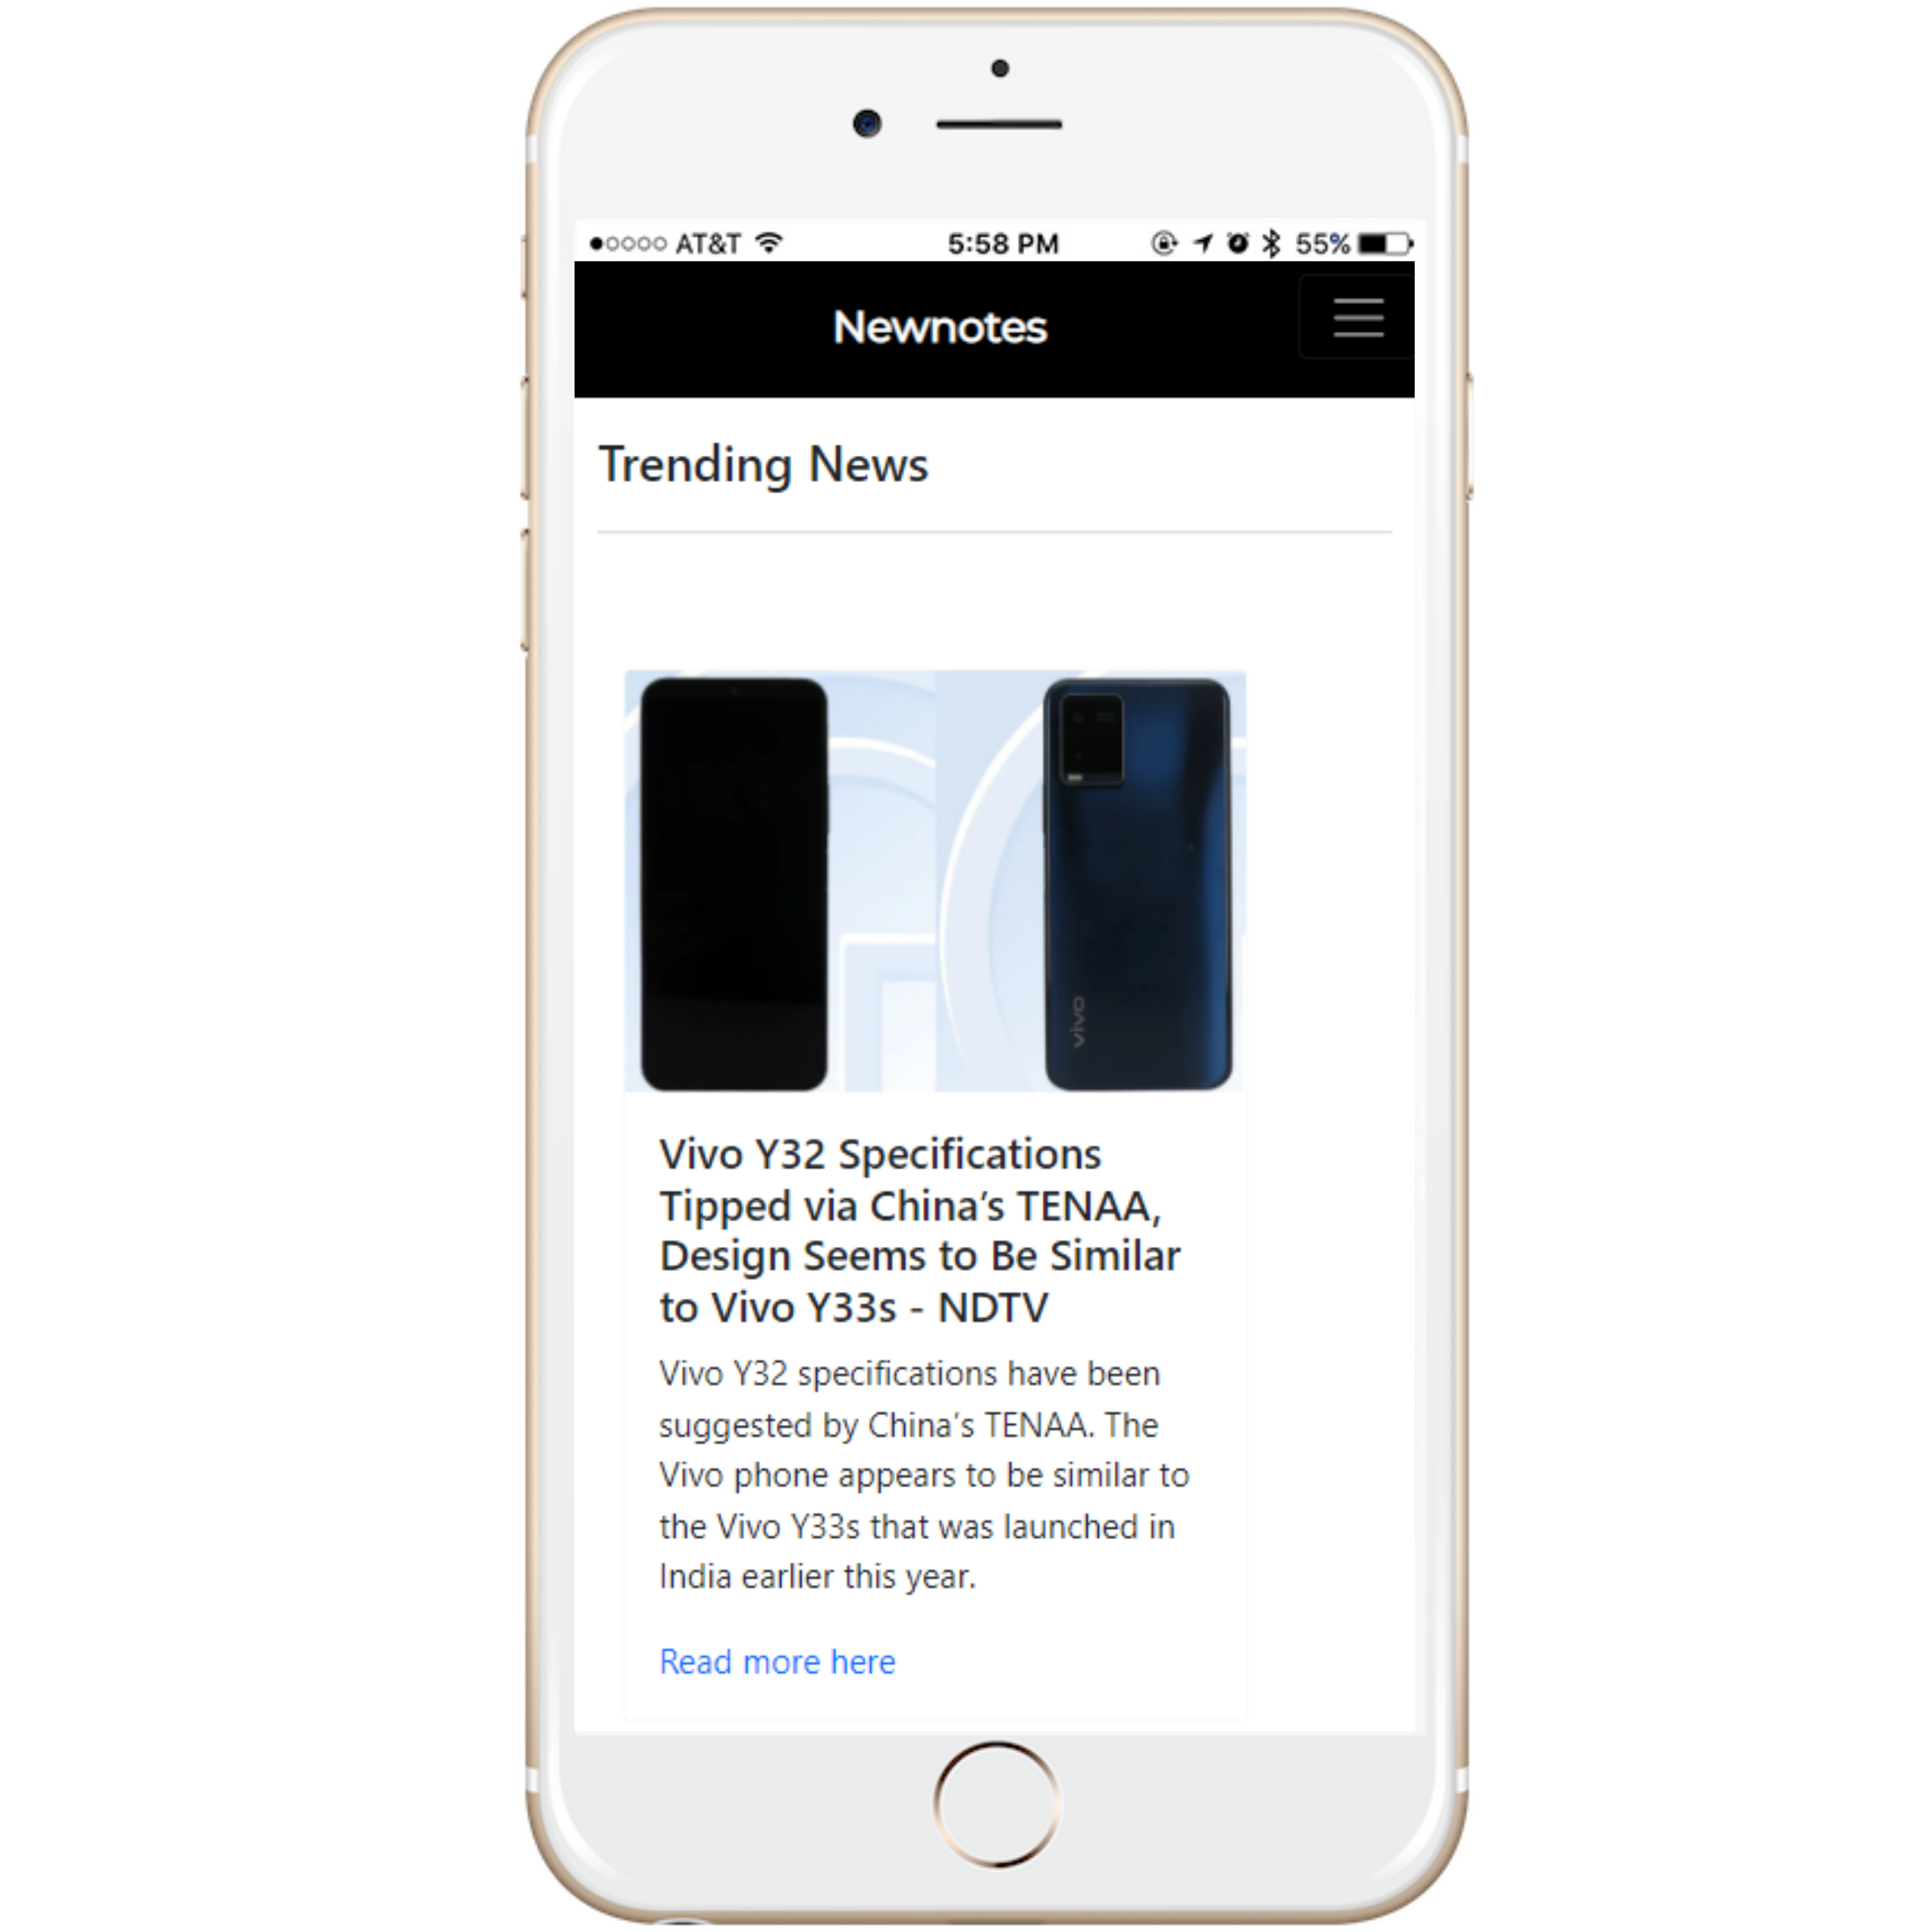 AT&T 5:58 PM 55%
Newnotes
Trending News
vivo
Vivo Y32 Specifications
Tipped via China’s TENAA,
Design Seems to Be Similar
to Vivo Y33s - NDTV
Vivo Y32 specifications have been
suggested by China’s TENAA. The
Vivo phone appears to be similar to
the Vivo Y33s that was launched in
India earlier this year.
Read more here